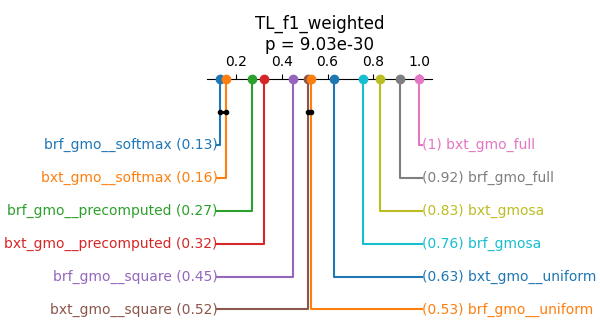 TL_f1_weighted
p = 9.03e-30
0.2 0.4 0.6 0.8 1.0
brf_gmo__softmax (0.13) (1) bxt_gmo_full
bxt_gmo__softmax (0.16) (0.92) brf_gmo_full
brf_gmo__precomputed (0.27) (0.83) bxt_gmosa
bxt_gmo__precomputed (0.32) (0.76) brf_gmosa
brf_gmo__square (0.45) (0.63) bxt_gmo__uniform
bxt_gmo__square (0.52) (0.53) brf_gmo__uniform